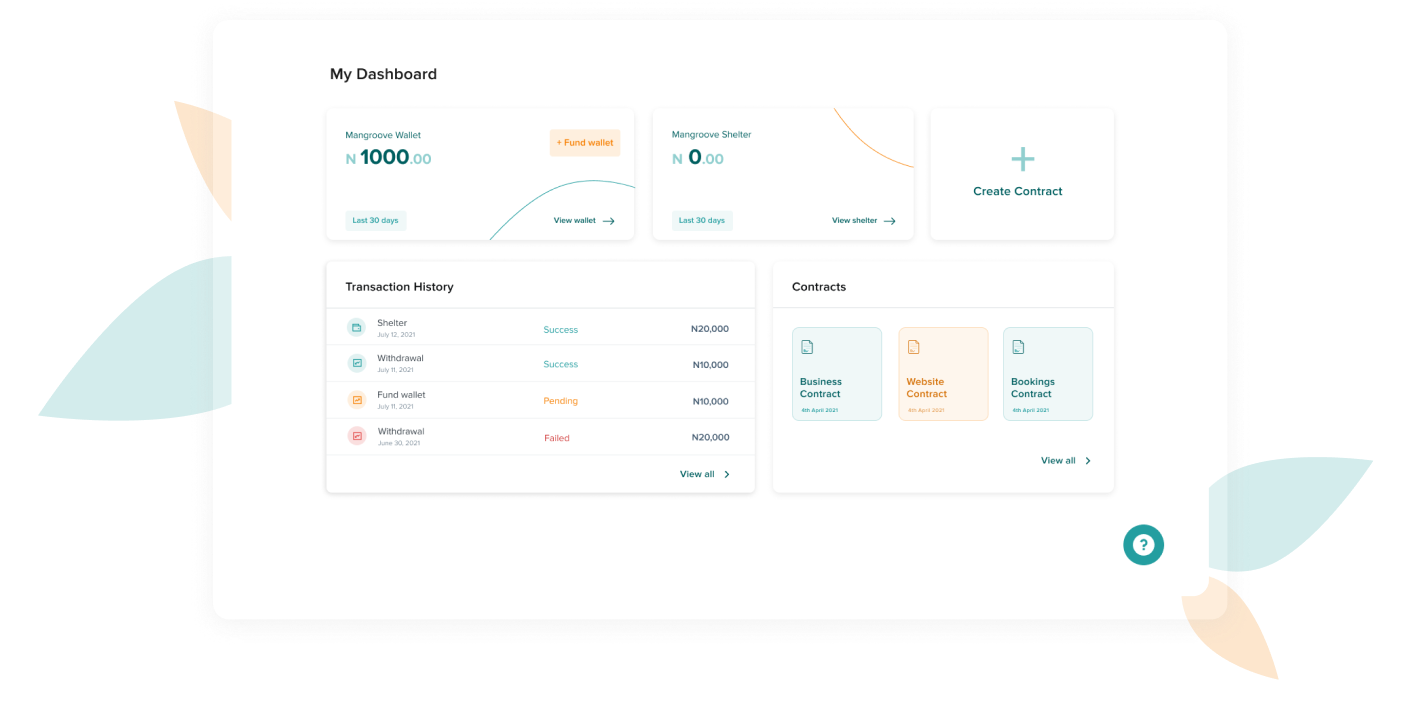 My Dashboard
Mangroove Wallet
N 1000.00
+ Fund wallet
Last 30 days
View wallet
Mangroove Shelter
N 0.00
Last 30 days
View shelter
+
Create Contract
Transaction History
Shelter
July 12, 2021
Success
N20,000
Withdrawal
July 11, 2021
Success
N10,000
Fund wallet
July 11, 2021
Pending
N10,000
Withdrawal
June 30, 2021
Failed
N20,000
View all
Contracts
Business
Contract
4th April 2021
Website
Contract
4th April 2021
Bookings
Contract
4th April 2021
View all
?